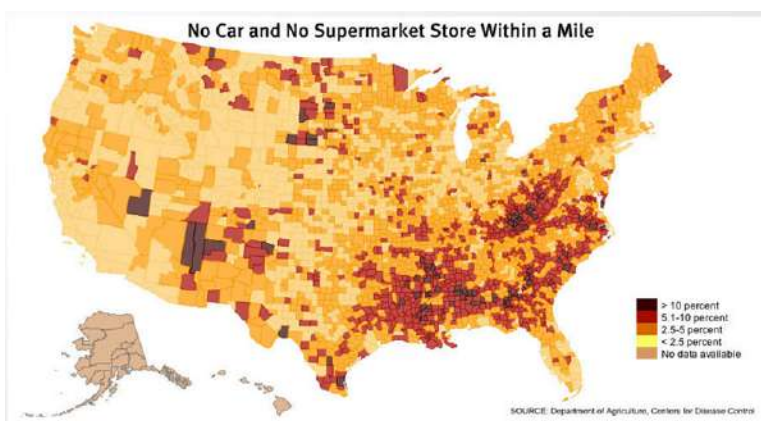 No Car and No Supermarket Store Within a Mile
> 10 percent
5.1-10 percent
2.5-5 percent
< 2.5 percent
No data available
SOURCE: Department of Agriculture, Centers for Disease Control